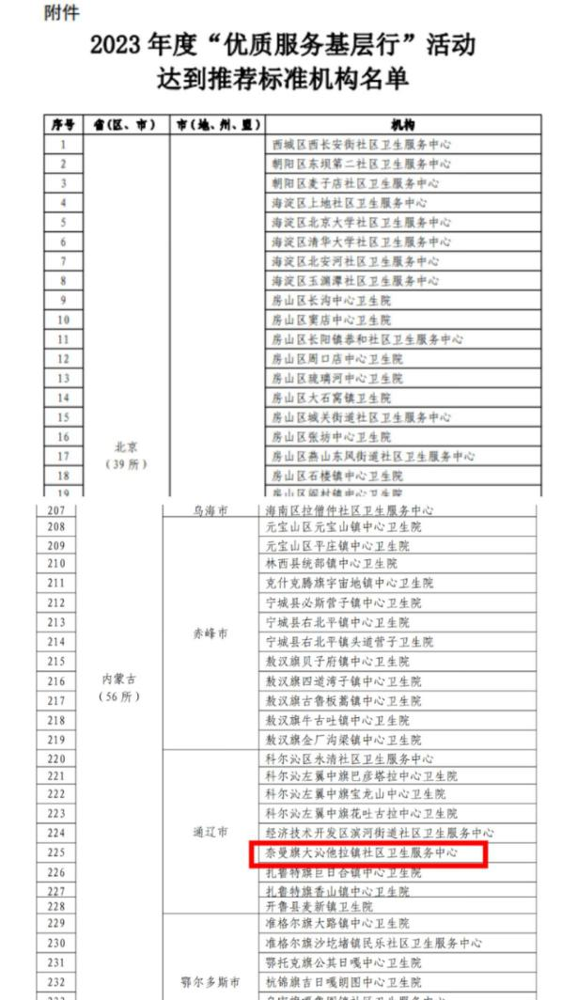 附件
2023 年度“优质服务基层行”活动
达到推荐标准机构名单
序号 省(区、市) 市(地、州、盟) 机构
1 西城区西长安街社区卫生服务中心
2 朝阳区东坝第二社区卫生服务中心
3 朝阳区麦子店社区卫生服务中心
4 海淀区上地社区卫生服务中心
5 海淀区北京大学社区卫生服务中心
6 海淀区清华大学社区卫生服务中心
7 海淀区北安河社区卫生服务中心
8 海淀区玉渊潭社区卫生服务中心
9 房山区长沟中心卫生院
10 房山区窦店中心卫生院
11 房山区长阳镇恭和社区卫生服务中心
12 房山区周口店中心卫生院
13 房山区琉璃河中心卫生院
14 房山区大石窝镇卫生院
15 房山区城关街道社区卫生服务中心
16 房山区张坊中心卫生院
北京
(39 所)
17 房山区燕山东风街道社区卫生服务中心
18 房山区石楼镇中心卫生院
19 房山区阎村镇中心卫生院
207 乌海市 海南区拉僧仲社区卫生服务中心
208 元宝山区元宝山镇中心卫生院
209 元宝山区平庄镇中心卫生院
210 林西县统部镇中心卫生院
211 克什克腾旗宇宙地镇中心卫生院
212 宁城县必斯营子镇中心卫生院
213 宁城县右北平镇中心卫生院
赤峰市
214 宁城县右北平镇头道营子卫生院
215 敖汉旗贝子府镇中心卫生院
216 敖汉旗四道湾子镇中心卫生院
内蒙古
(56 所)
217 敖汉旗古鲁板蒿镇中心卫生院
218 敖汉旗牛古吐镇中心卫生院
219 敖汉旗金厂沟梁镇中心卫生院
220 科尔沁区永清社区卫生服务中心
221 科尔沁左翼中旗巴彦塔拉中心卫生院
222 科尔沁左翼中旗宝龙山中心卫生院
223 科尔沁左翼中旗花吐古拉中心卫生院
224 通辽市 经济技术开发区滨河街道社区卫生服务中心
225 奈曼旗大沁他拉镇社区卫生服务中心
226 扎鲁特旗巨日合镇中心卫生院
227 扎鲁特旗香山镇中心卫生院
228 开鲁县麦新镇卫生院
229 准格尔旗大路镇中心卫生院
230 准格尔旗沙圪堵镇民乐社区卫生服务中心
231 鄂托克旗公其日嘎中心卫生院
232 鄂尔多斯市 杭锦旗吉日嘎朗图中心卫生院